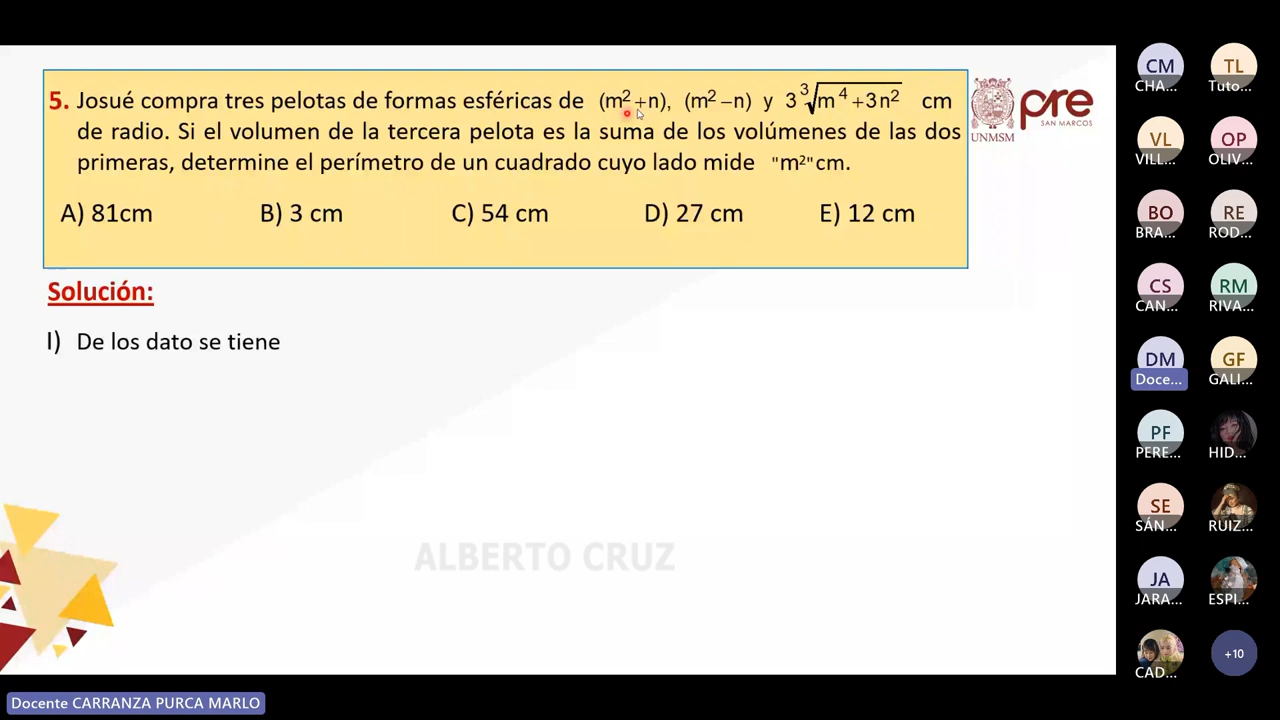 5. Josué compra tres pelotas de formas esféricas de (m²+n), (m²−n) y 3∛(m⁴+3n²) cm
de radio. Si el volumen de la tercera pelota es la suma de los volúmenes de las dos
primeras, determine el perímetro de un cuadrado cuyo lado mide "m²"cm.
A) 81cm B) 3 cm C) 54 cm D) 27 cm E) 12 cm
UNMSM
pre
SAN MARCOS
Solución:
I) De los dato se tiene
ALBERTO CRUZ
CM TL
CHA... Tuto...
VL OP
VILL... OLIV...
BO RE
BRA... ROD...
CS RM
CAN... RIVA...
DM GF
Doce... GALI...
PF
PERE... HID...
SE
SÁN... RUIZ...
JA
JARA... ESPI...
+10
CAD...
Docente CARRANZA PURCA MARLO